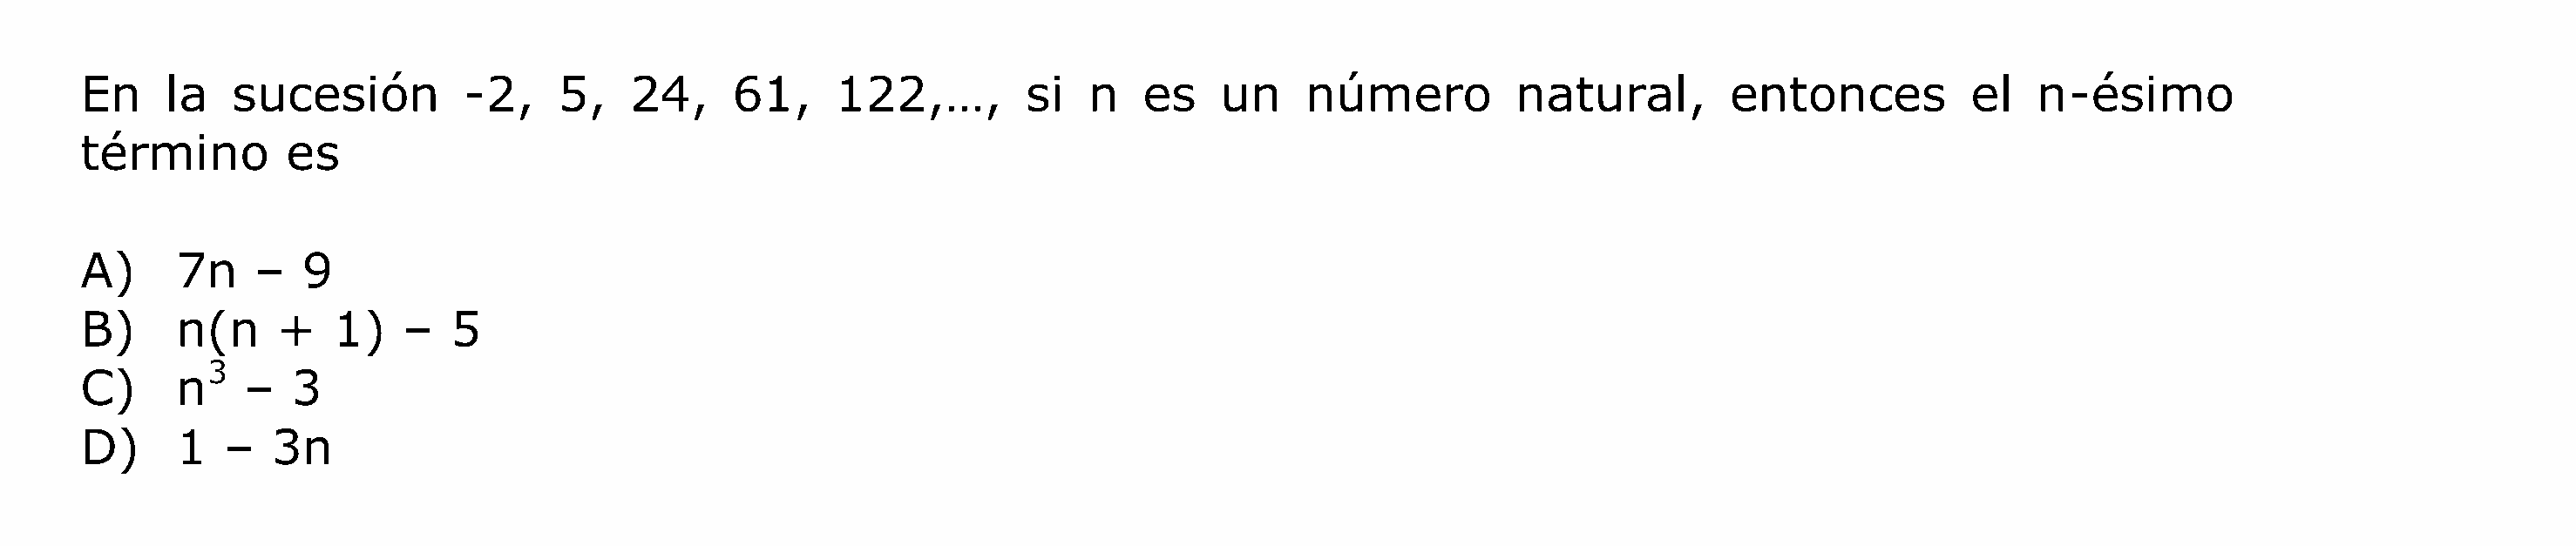 En la sucesión -2, 5, 24, 61, 122,..., si n es un número natural, entonces el n-ésimo
término es
A) 7n – 9
B) n(n + 1) – 5
C) n³ – 3
D) 1 – 3n